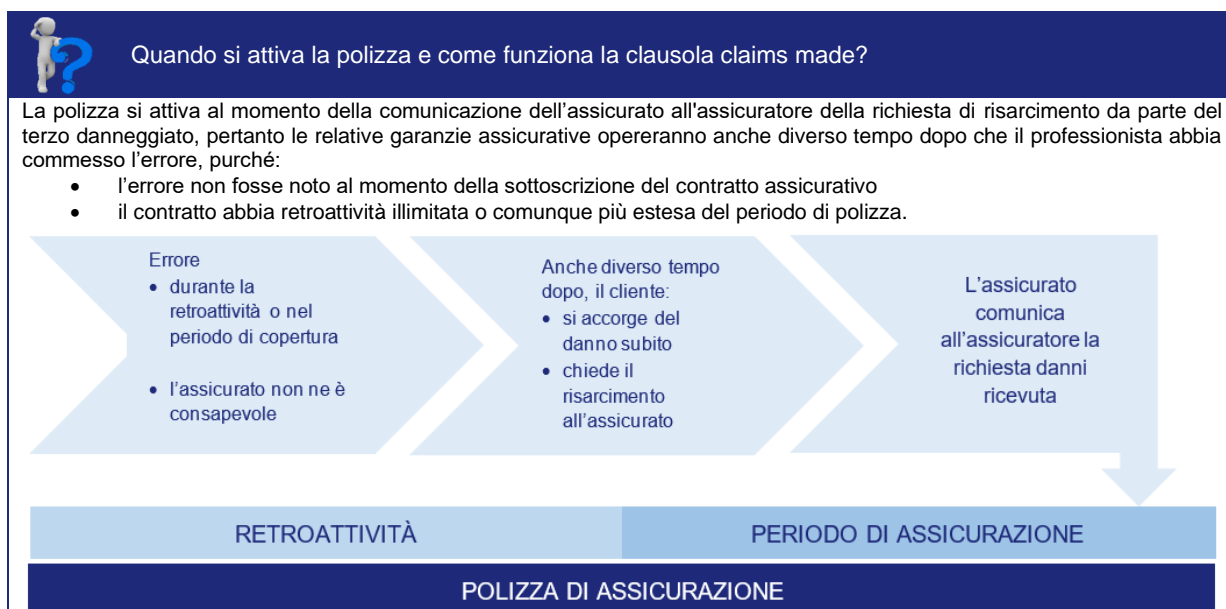 Quando si attiva la polizza e come funziona la clausola claims made?
La polizza si attiva al momento della comunicazione dell’assicurato all'assicuratore della richiesta di risarcimento da parte del
terzo danneggiato, pertanto le relative garanzie assicurative opereranno anche diverso tempo dopo che il professionista abbia
commesso l’errore, purché:
• l’errore non fosse noto al momento della sottoscrizione del contratto assicurativo
• il contratto abbia retroattività illimitata o comunque più estesa del periodo di polizza.
Errore
• durante la
retroattività o nel
periodo di copertura
• l’assicurato non ne è
consapevole
Anche diverso tempo
dopo, il cliente:
• si accorge del
danno subito
• chiede il
risarcimento
all’assicurato
L’assicurato
comunica
all’assicuratore la
richiesta danni
ricevuta
RETROATTIVITÀ
PERIODO DI ASSICURAZIONE
POLIZZA DI ASSICURAZIONE